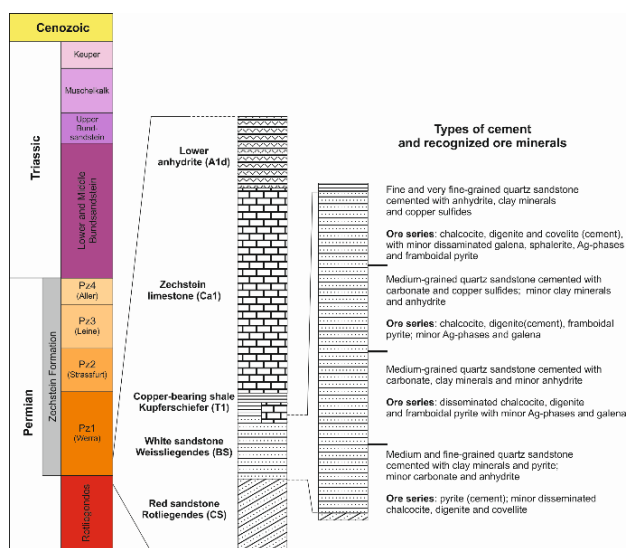 Cenozoic
Triassic
Keuper
Muschelkalk
Upper
Bund-
sandstein
Lower and Middle
Bundsandstein
Permian
Zechstein Formation
Pz4
(Aller)
Pz3
(Leine)
Pz2
(Strassfurt)
Pz1
(Werra)
Rotliegendes
Lower
anhydrite (A1d)
Zechstein
limestone (Ca1)
Copper-bearing shale
Kupferschiefer (T1)
White sandstone
Weissliegendes (BS)
Red sandstone
Rotliegendes (CS)
Types of cement
and recognized ore minerals
Fine and very fine-grained quartz sandstone
cemented with anhydrite, clay minerals
and copper sulfides
Ore series: chalcocite, digenite and covelite (cement),
with minor dissaminated galena, sphalerite, Ag-phases
and framboidal pyrite
Medium-grained quartz sandstone cemented with
carbonate and copper sulfides; minor clay minerals
and anhydrite
Ore series: chalcocite, digenite(cement), framboidal
pyrite; minor Ag-phases and galena
Medium-grained quartz sandstone cemented with
carbonate, clay minerals and minor anhydrite
Ore series: disseminated chalcocite, digenite
and framboidal pyrite with minor Ag-phases and galena
Medium and fine-grained quartz sandstone
cemented with clay minerals and pyrite;
minor carbonate and anhydrite
Ore series: pyrite (cement); minor disseminated
chalcocite, digenite and covellite